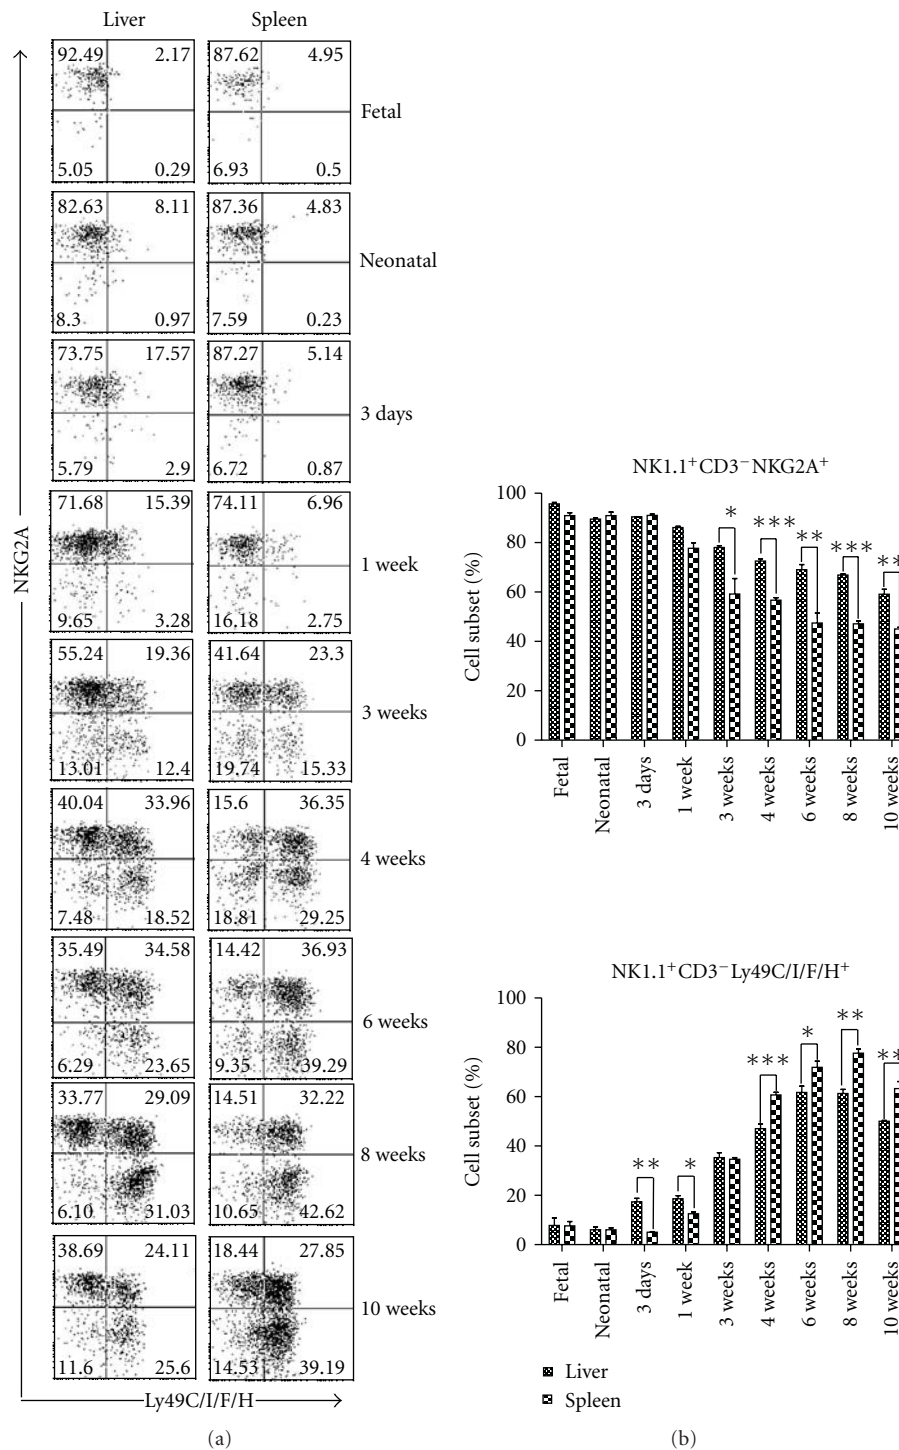 Liver Spleen
92.49 2.17 87.62 4.95
Fetal
5.05 0.29 6.93 0.5
82.63 8.11 87.36 4.83
Neonatal
8.3 0.97 7.59 0.23
73.75 17.57 87.27 5.14
3 days
5.79 2.9 6.72 0.87
71.68 15.39 74.11 6.96
1 week
9.65 3.28 16.18 2.75
55.24 19.36 41.64 23.3
3 weeks
13.01 12.4 19.74 15.33
40.04 33.96 15.6 36.35
4 weeks
7.48 18.52 18.81 29.25
35.49 34.58 14.42 36.93
6 weeks
6.29 23.65 9.35 39.29
33.77 29.09 14.51 32.22
8 weeks
6.10 31.03 10.65 42.62
38.69 24.11 18.44 27.85
10 weeks
11.6 25.6 14.53 39.19
NKG2A
Ly49C/I/F/H
(a)
NK1.1⁺CD3⁻NKG2A⁺
100
80
60
40
20
0
Cell subset (%)
* *** ** *** **
Fetal
Neonatal
3 days
1 week
3 weeks
4 weeks
6 weeks
8 weeks
10 weeks
NK1.1⁺CD3⁻Ly49C/I/F/H⁺
100
80
60
40
20
0
Cell subset (%)
** * *** * ** **
Fetal
Neonatal
3 days
1 week
3 weeks
4 weeks
6 weeks
8 weeks
10 weeks
Liver
Spleen
(b)